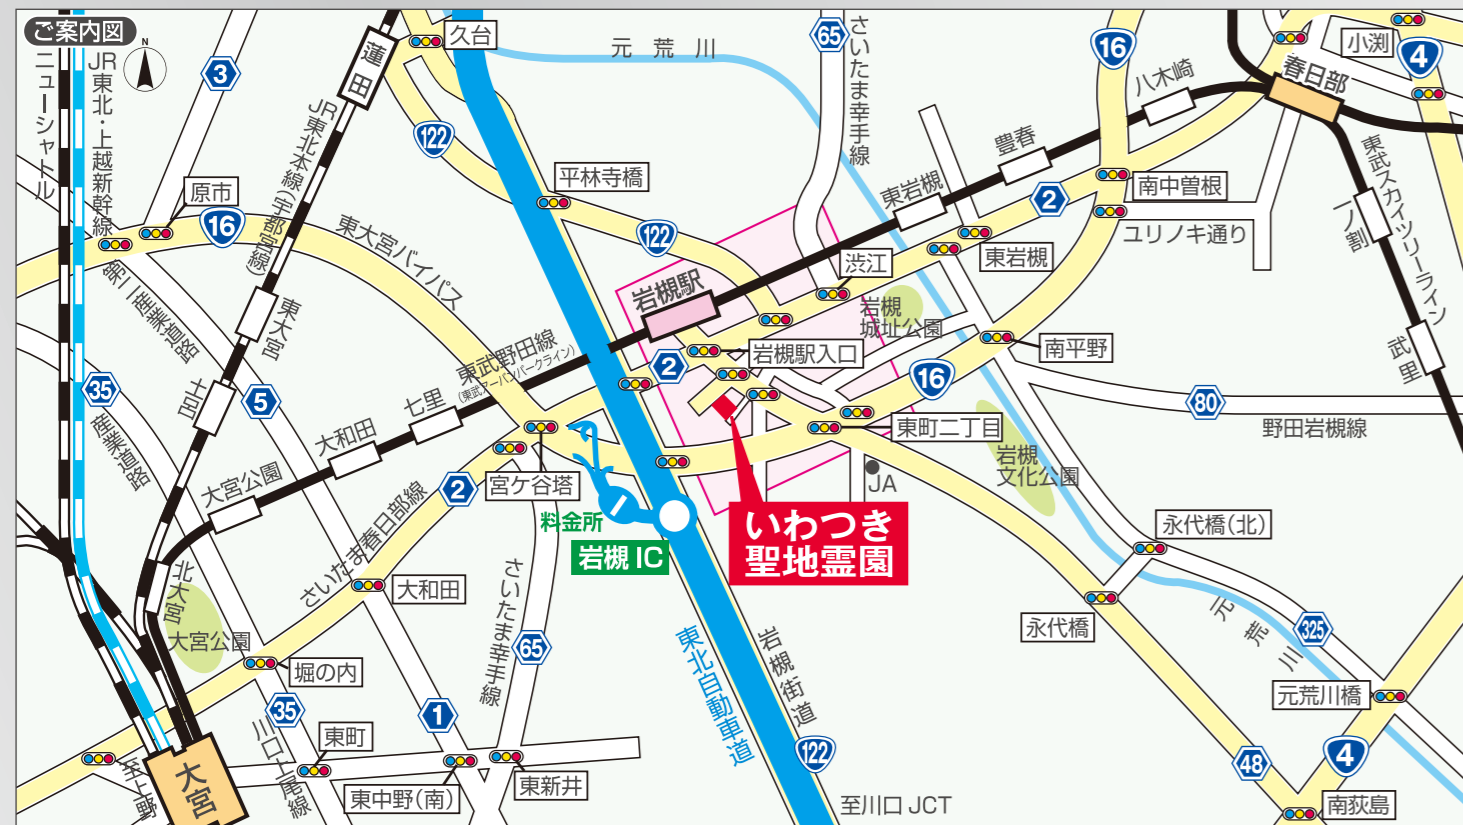 ご案内図
N
ニューシャトル
JR東北・上越新幹線
3
原市
16
第二産業道路
35
産業道路
5
JR東北本線(宇都宮線)
蓮田
東大宮
土呂
東大宮バイパス
久台
122
平林寺橋
122
元荒川
65
さいたま幸手線
16
小渕
4
春日部
八木崎
豊春
東岩槻
2
南中曽根
ユリノキ通り
東武スカイツリーライン
一ノ割
武里
東岩槻
渋江
岩槻駅
岩槻
城址公園
岩槻駅入口
2
16
南平野
80
野田岩槻線
東武野田線
(東武アーバンパークライン)
七里
大和田
大宮公園
宮ケ谷塔
2
さいたま春日部線
料金所
岩槻 IC
東町二丁目
JA
岩槻
文化公園
いわつき
聖地霊園
永代橋(北)
永代橋
元荒川
325
元荒川橋
4
48
南荻島
北大宮
大宮公園
大和田
堀の内
35
川口上尾線
東町
1
東中野(南)
東新井
65
さいたま幸手線
東北自動車道
岩槻街道
122
至川口 JCT
大宮
至上野